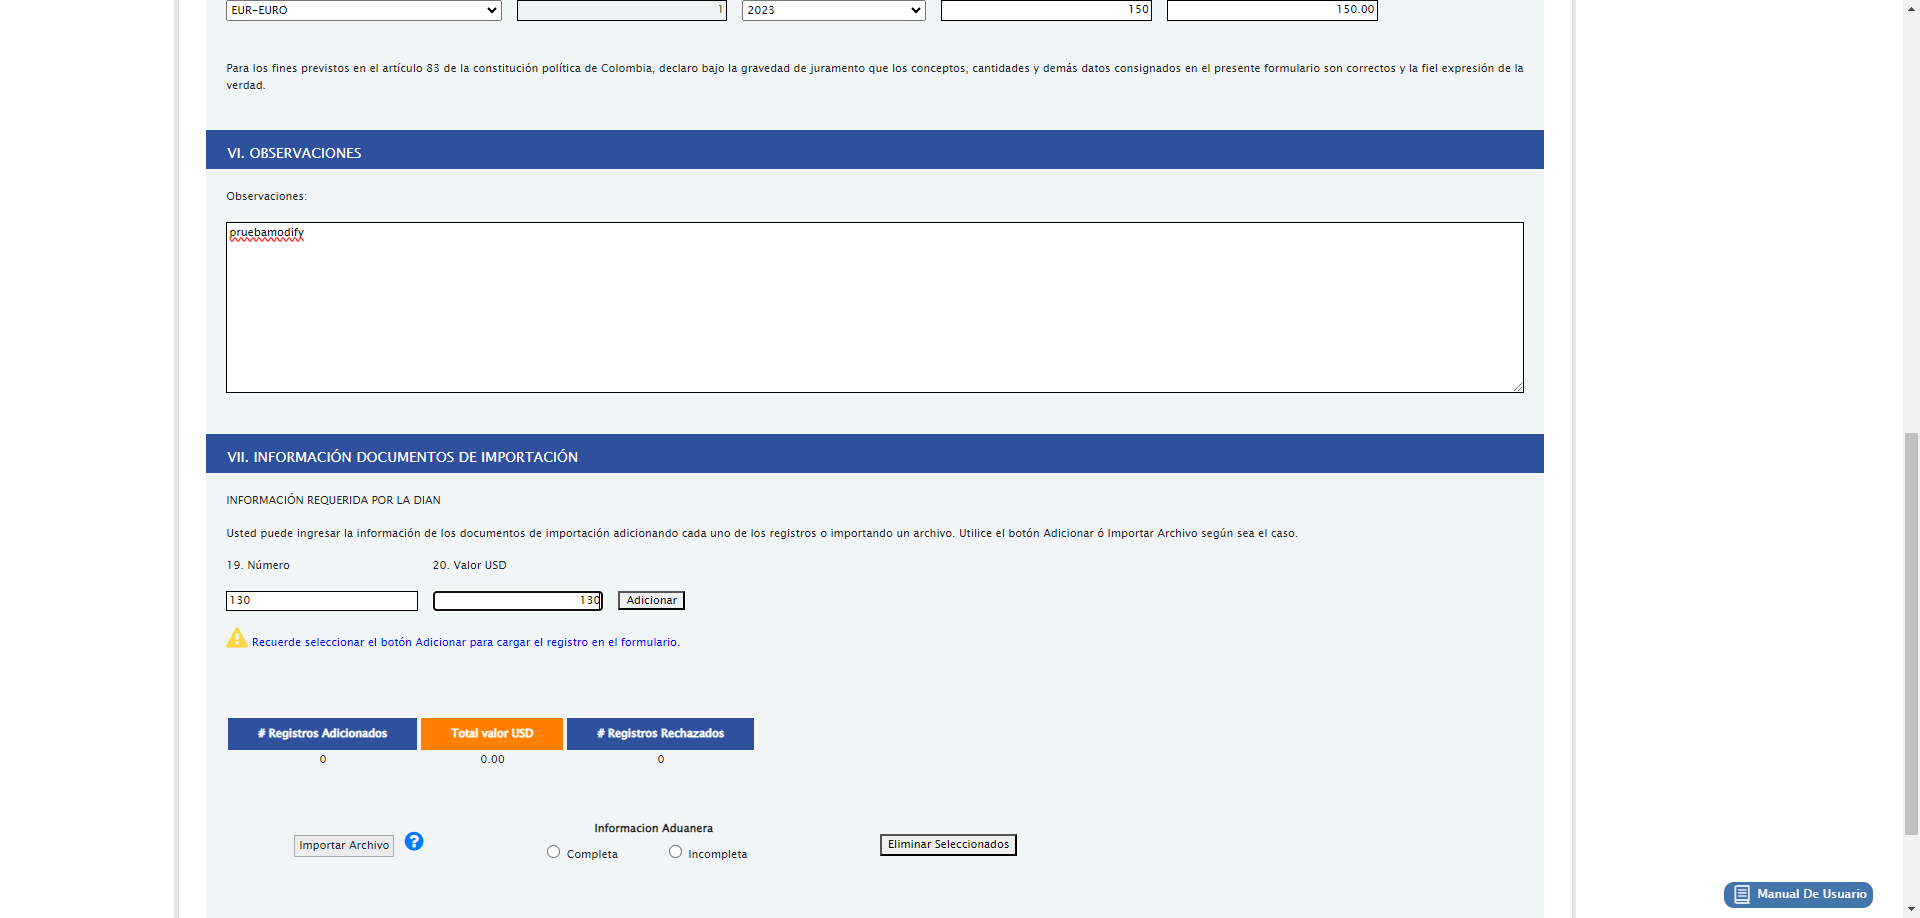 EUR-EURO 1 2023 150 150.00
Para los fines previstos en el artículo 83 de la constitución política de Colombia, declaro bajo la gravedad de juramento que los conceptos, cantidades y demás datos consignados en el presente formulario son correctos y la fiel expresión de la
verdad.
VI. OBSERVACIONES
Observaciones:
pruebamodify
VII. INFORMACIÓN DOCUMENTOS DE IMPORTACIÓN
INFORMACIÓN REQUERIDA POR LA DIAN
Usted puede ingresar la información de los documentos de importación adicionando cada uno de los registros o importando un archivo. Utilice el botón Adicionar ó Importar Archivo según sea el caso.
19. Número 20. Valor USD
130 130 Adicionar
Recuerde seleccionar el botón Adicionar para cargar el registro en el formulario.
# Registros Adicionados Total valor USD # Registros Rechazados
0 0.00 0
Informacion Aduanera
Importar Archivo ? Completa Incompleta Eliminar Seleccionados
Manual De Usuario